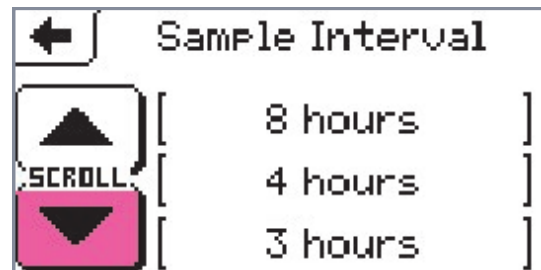 Sample Interval
[ 8 hours ]
SCROLL
[ 4 hours ]
[ 3 hours ]